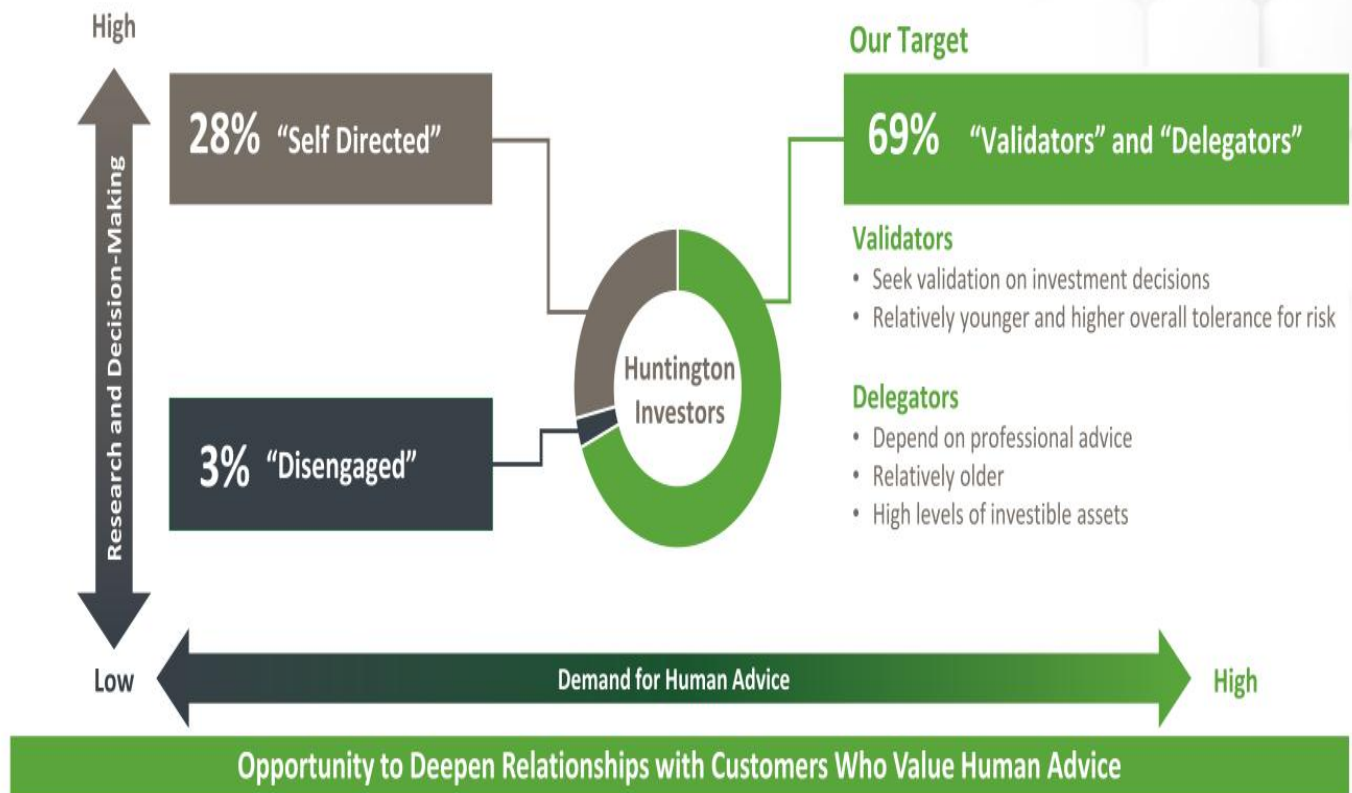 High
Research and Decision-Making
Low
28% “Self Directed”
3% “Disengaged”
Huntington
Investors
Our Target
69% “Validators” and “Delegators”
Validators
• Seek validation on investment decisions
• Relatively younger and higher overall tolerance for risk
Delegators
• Depend on professional advice
• Relatively older
• High levels of investible assets
Demand for Human Advice
High
Opportunity to Deepen Relationships with Customers Who Value Human Advice